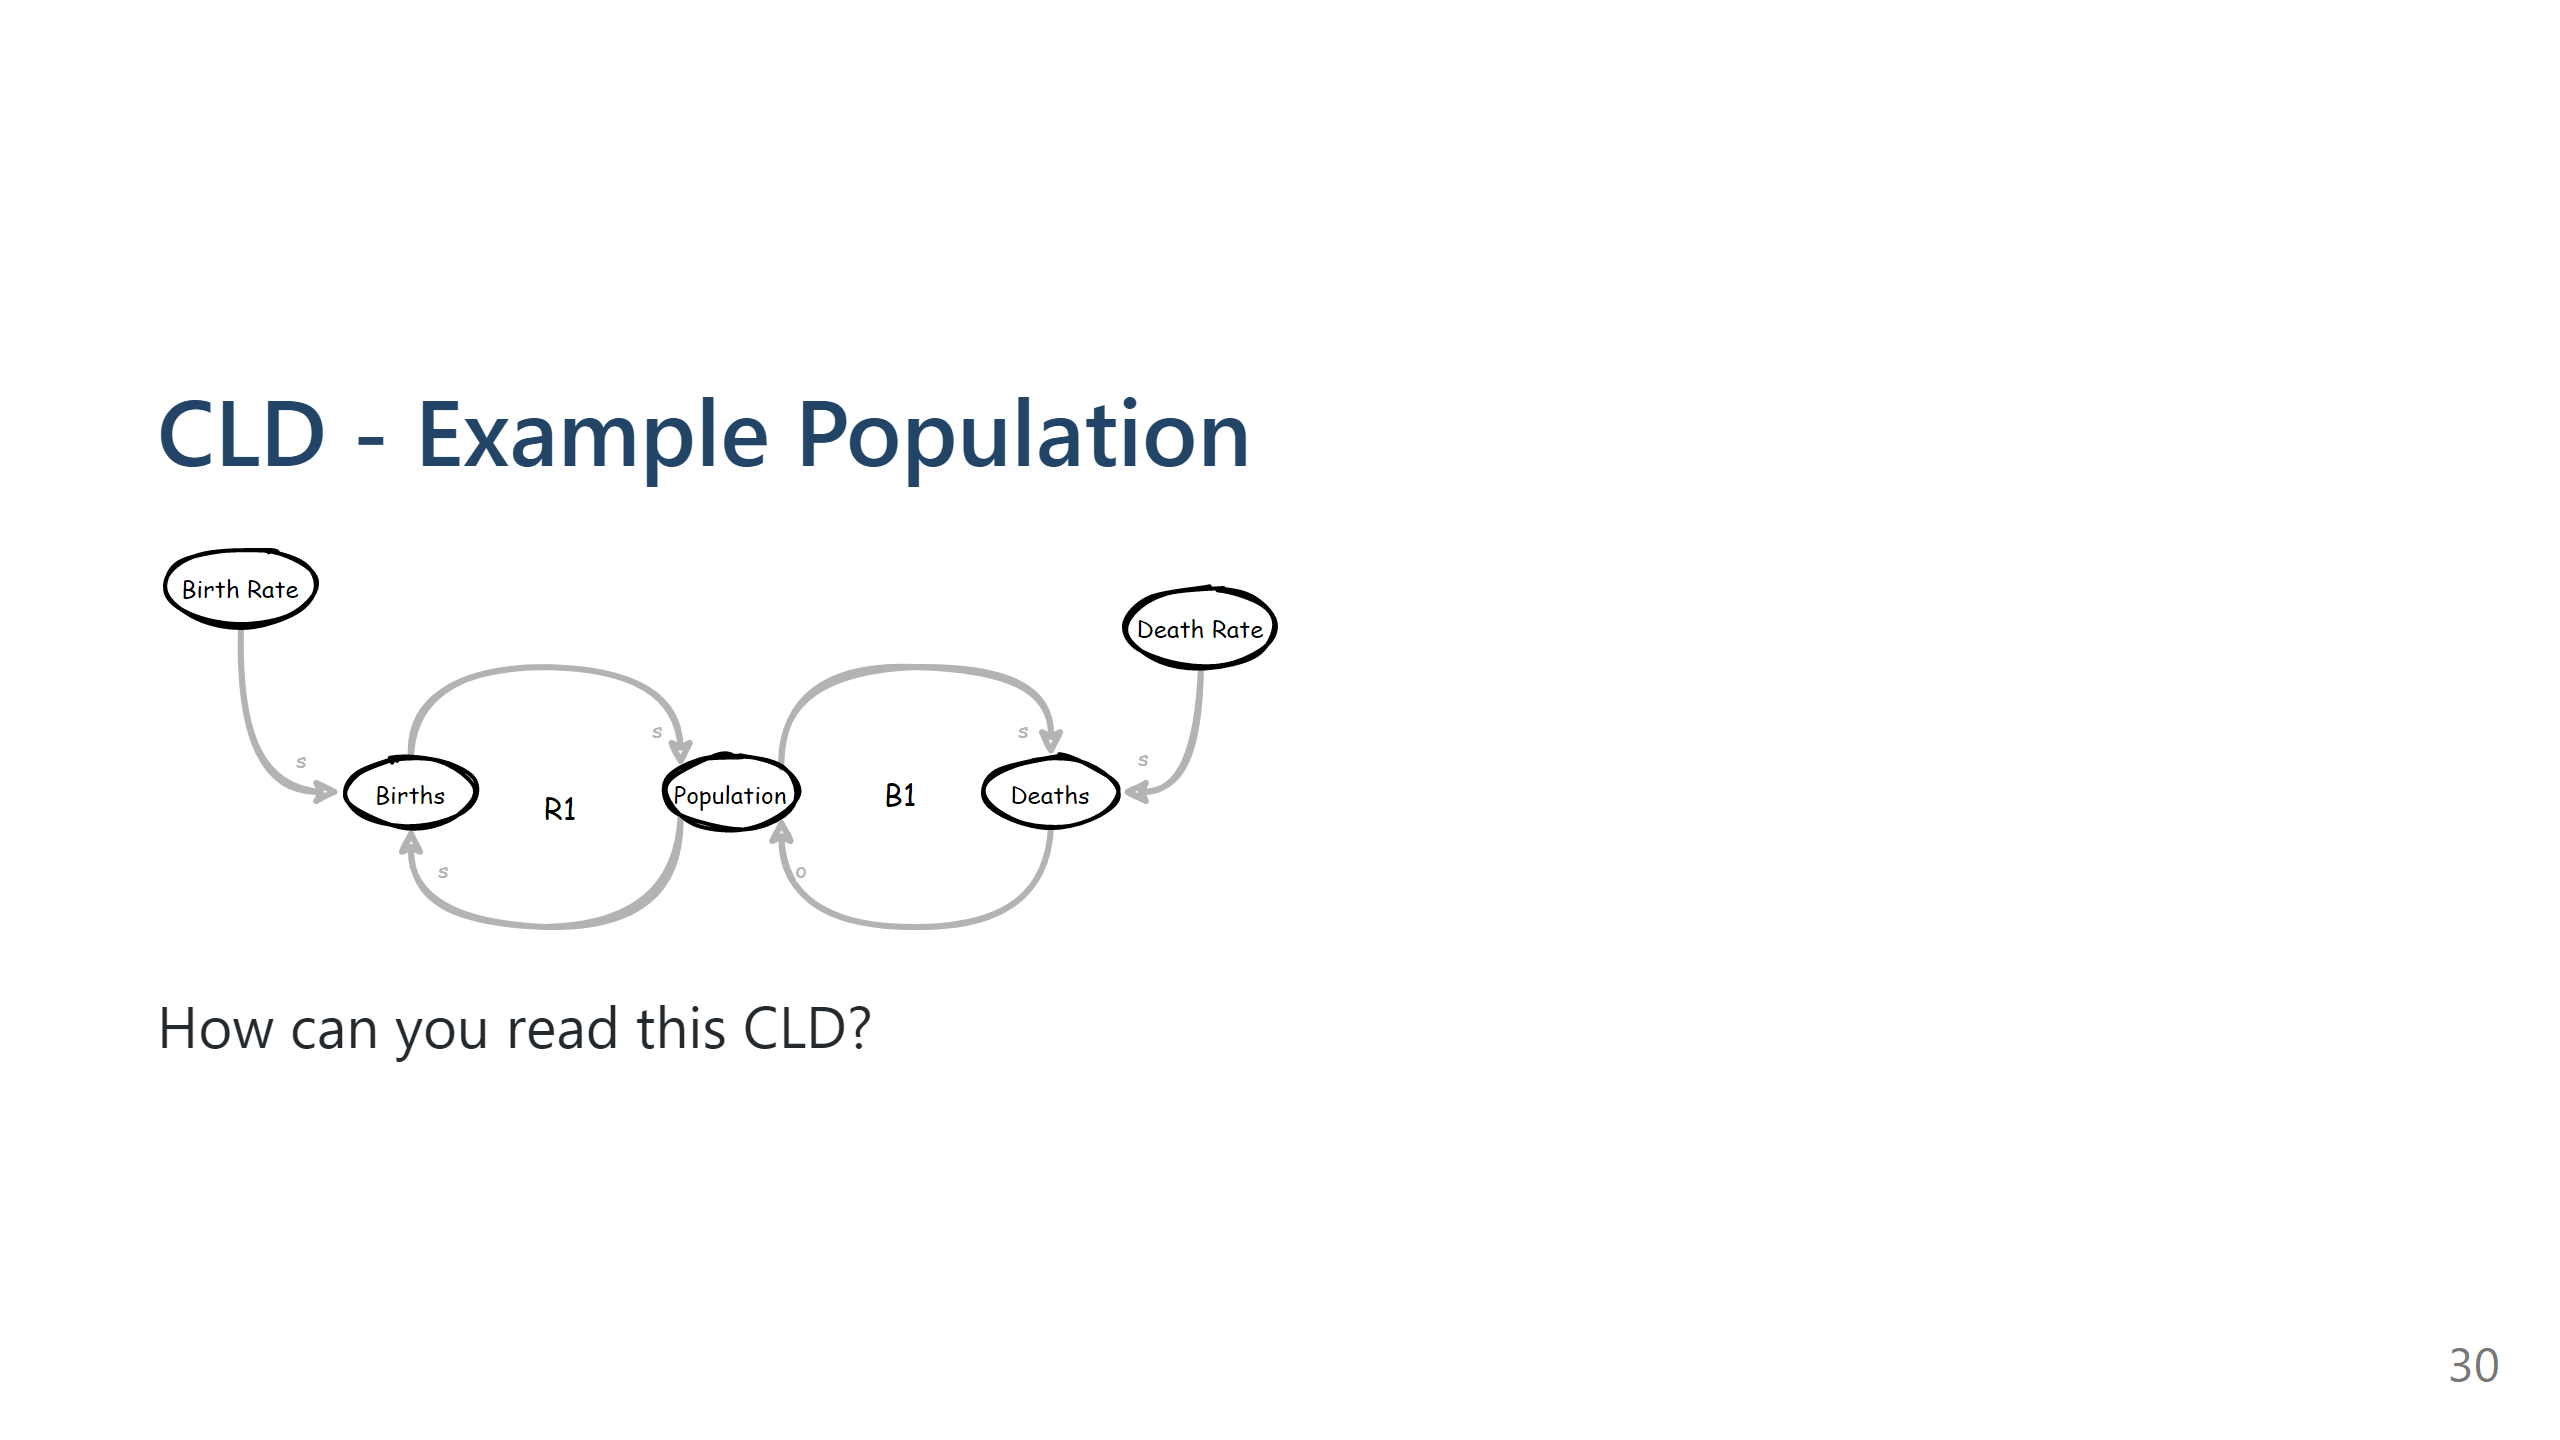 CLD - Example Population
Birth Rate
Death Rate
s
s
s
s
Births
R1
Population
B1
Deaths
s
o
How can you read this CLD?
30